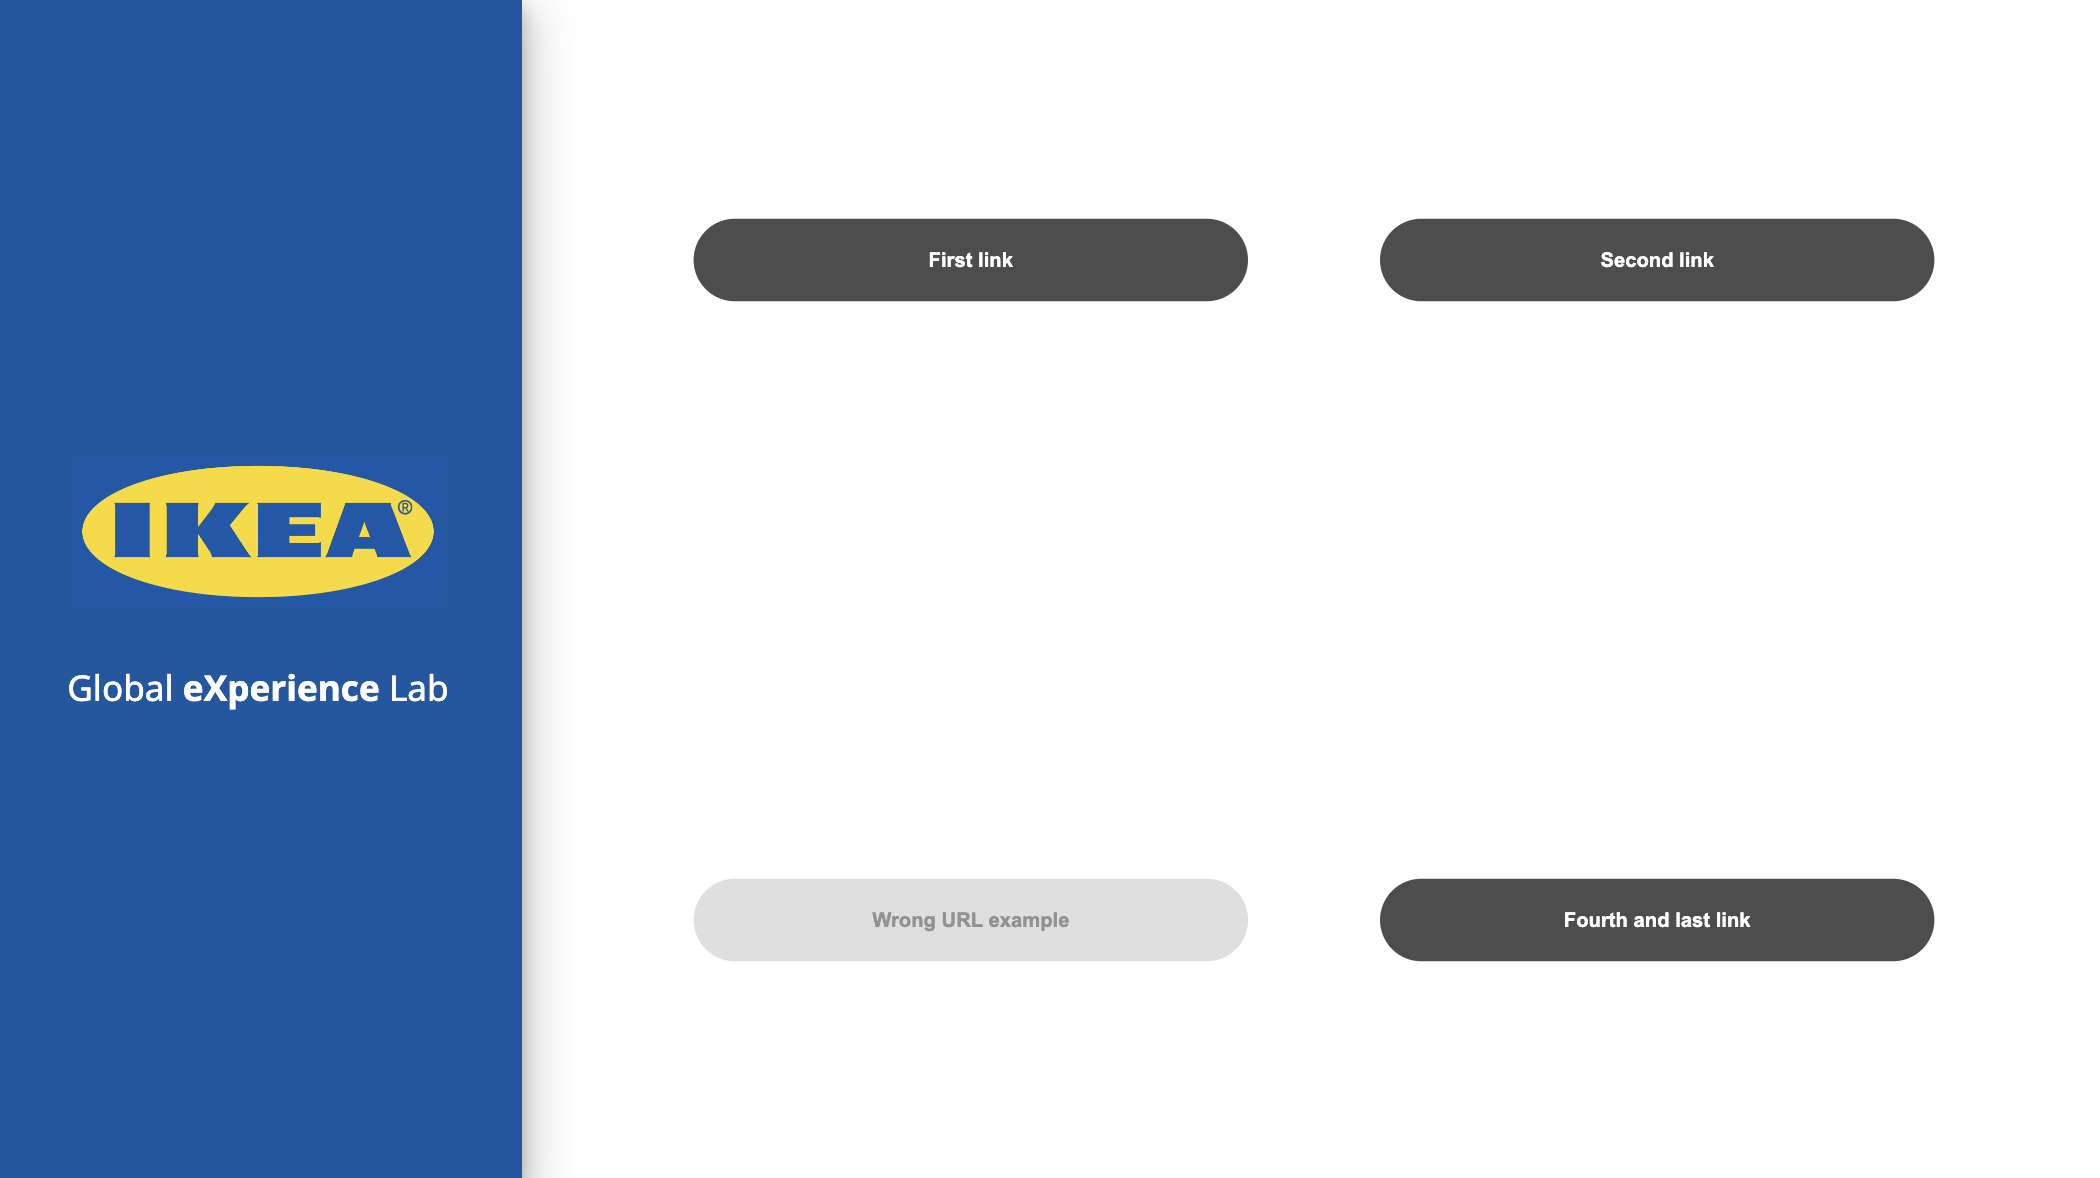 IKEA®
Global eXperience Lab
First link
Second link
Wrong URL example
Fourth and last link